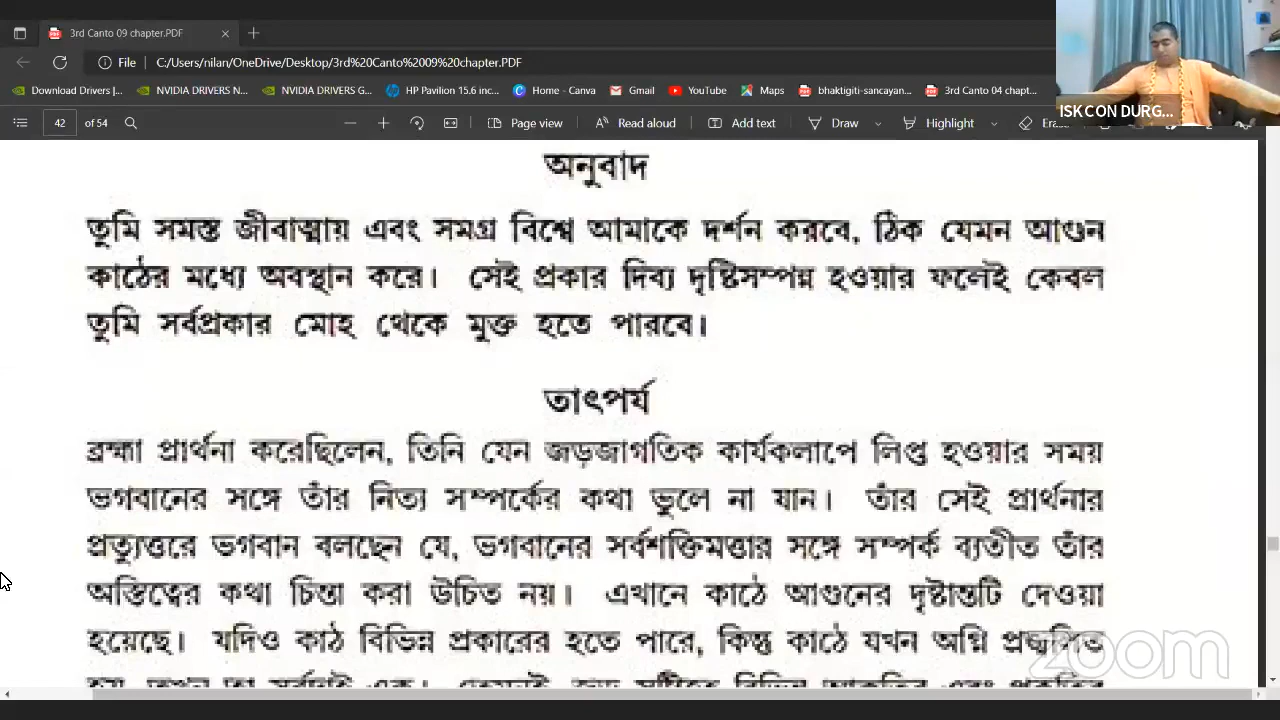 3rd Canto 09 chapter.PDF
File C:/Users/nilan/OneDrive/Desktop/3rd%20Canto%2009%20chapter.PDF
Download Drivers |... NVIDIA DRIVERS N... NVIDIA DRIVERS G... HP Pavilion 15.6 inc... Home - Canva Gmail YouTube Maps bhaktigiti-sancayan... 3rd Canto 04 chapt...
ISKCON DURG...
42 of 54 Page view Read aloud Add text Draw Highlight
অনুবাদ
তুমি সমস্ত জীবাত্মায় এবং সমগ্র বিশ্বে আমাকে দর্শন করবে, ঠিক যেমন আগুন
কাঠের মধ্যে অবস্থান করে। সেই প্রকার দিব্য দৃষ্টিসম্পন্ন হওয়ার ফলেই কেবল
তুমি সর্বপ্রকার মোহ থেকে মুক্ত হতে পারবে।
তাৎপর্য
ব্রহ্মা প্রার্থনা করেছিলেন, তিনি যেন জড়জাগতিক কার্যকলাপে লিপ্ত হওয়ার সময়
ভগবানের সঙ্গে তাঁর নিত্য সম্পর্কের কথা ভুলে না যান। তাঁর সেই প্রার্থনার
প্রত্যুত্তরে ভগবান বলছেন যে, ভগবানের সর্বশক্তিমত্তার সঙ্গে সম্পর্ক ব্যতীত তাঁর
অস্তিত্বের কথা চিন্তা করা উচিত নয়। এখানে কাঠে আগুনের দৃষ্টান্তটি দেওয়া
হয়েছে। যদিও কাঠ বিভিন্ন প্রকারের হতে পারে, কিন্তু কাঠে যখন অগ্নি প্রজ্বলিত
zoom